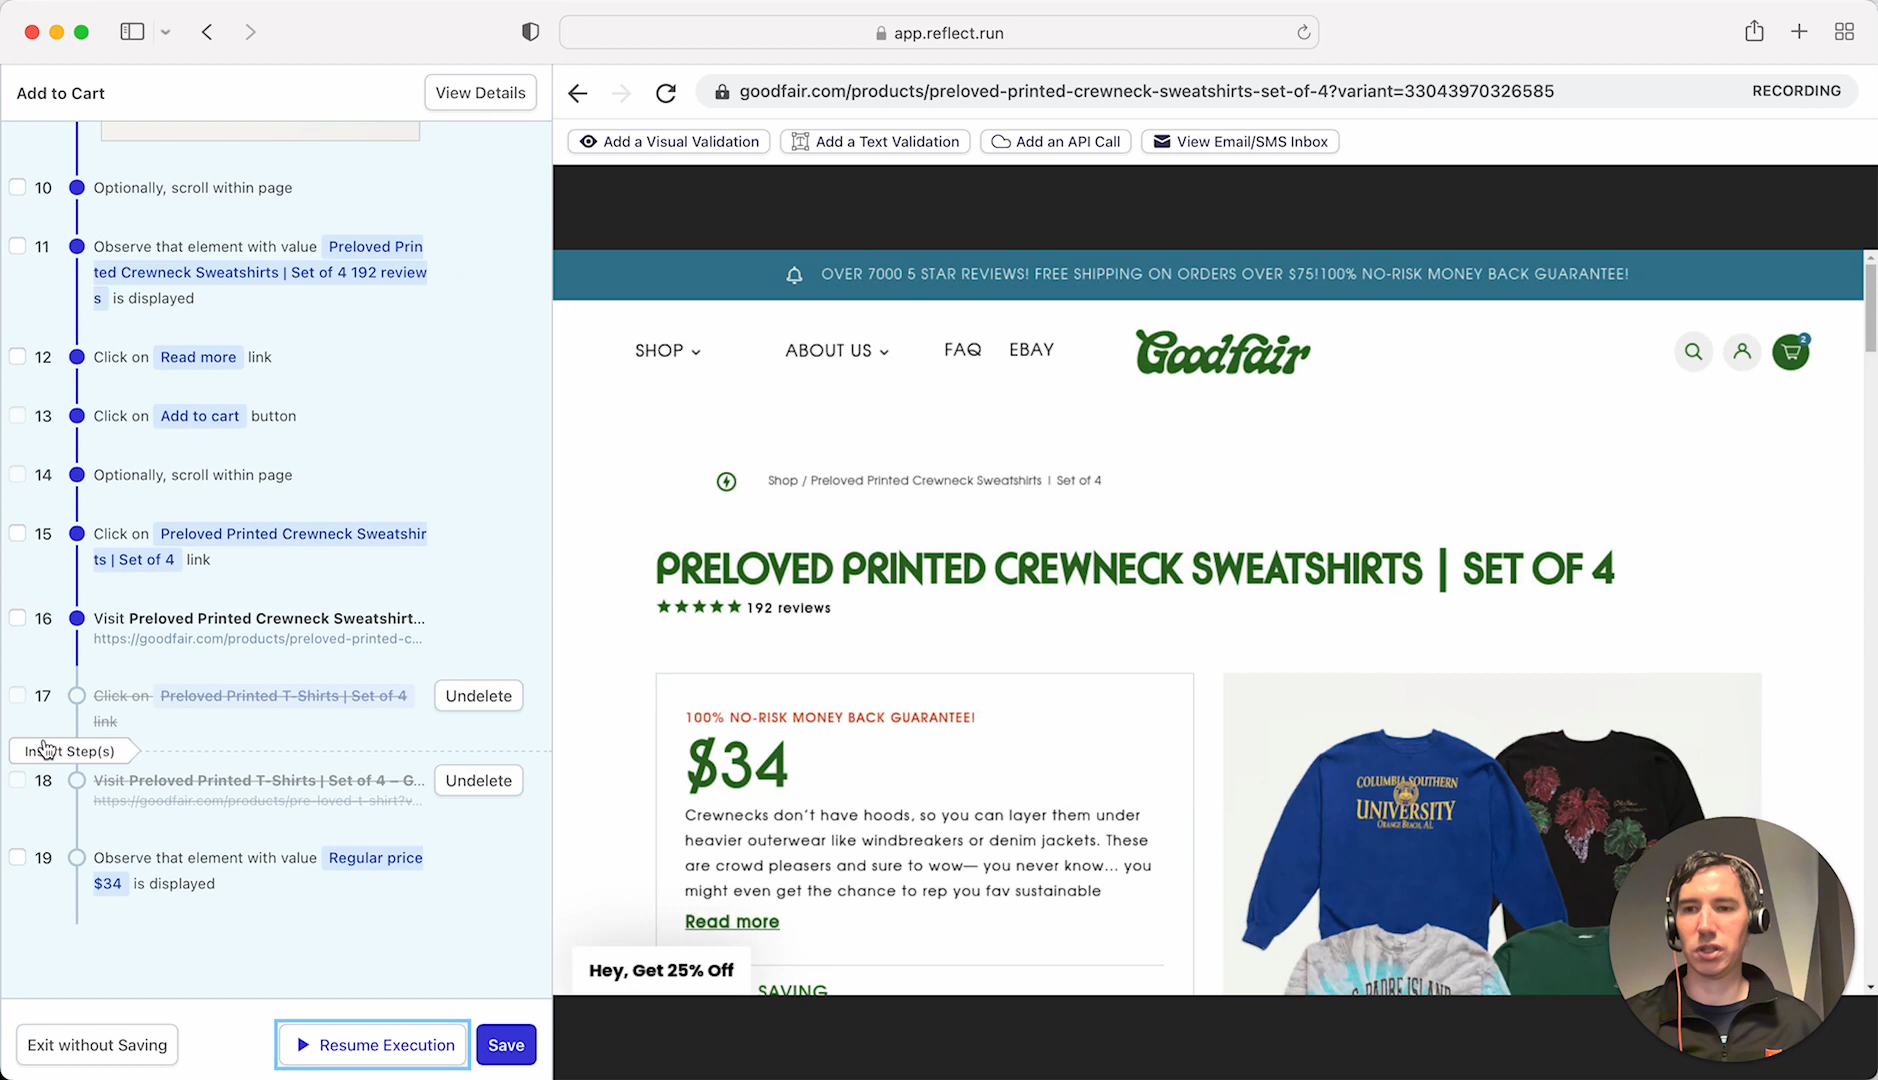 app.reflect.run
Add to Cart
View Details
goodfair.com/products/preloved-printed-crewneck-sweatshirts-set-of-4?variant=33043970326585
RECORDING
Add a Visual Validation
Add a Text Validation
Add an API Call
View Email/SMS Inbox
10 Optionally, scroll within page
11 Observe that element with value Preloved Prin
ted Crewneck Sweatshirts | Set of 4 192 review
s is displayed
12 Click on Read more link
13 Click on Add to cart button
14 Optionally, scroll within page
15 Click on Preloved Printed Crewneck Sweatshir
ts | Set of 4 link
16 Visit Preloved Printed Crewneck Sweatshirt...
https://goodfair.com/products/preloved-printed-c...
17 Click on Preloved Printed T-Shirts | Set of 4
link
Undelete
Step(s)
18 Visit Preloved Printed T-Shirts | Set of 4 – G...
https://goodfair.com/products/pre-loved-t-shirt?v...
Undelete
19 Observe that element with value Regular price
$34 is displayed
Exit without Saving
Resume Execution
Save
OVER 7000 5 STAR REVIEWS! FREE SHIPPING ON ORDERS OVER $75!100% NO-RISK MONEY BACK GUARANTEE!
SHOP
ABOUT US
FAQ
EBAY
Goodfair
2
Shop / Preloved Printed Crewneck Sweatshirts | Set of 4
PRELOVED PRINTED CREWNECK SWEATSHIRTS | SET OF 4
192 reviews
100% NO-RISK MONEY BACK GUARANTEE!
$34
Crewnecks don't have hoods, so you can layer them under
heavier outerwear like windbreakers or denim jackets. These
are crowd pleasers and sure to wow— you never know... you
might even get the chance to rep you fav sustainable
Read more
Hey, Get 25% Off
SAVING
COLUMBIA SOUTHERN
UNIVERSITY
ORANGE BEACH, AL
S. PADRE ISLAND